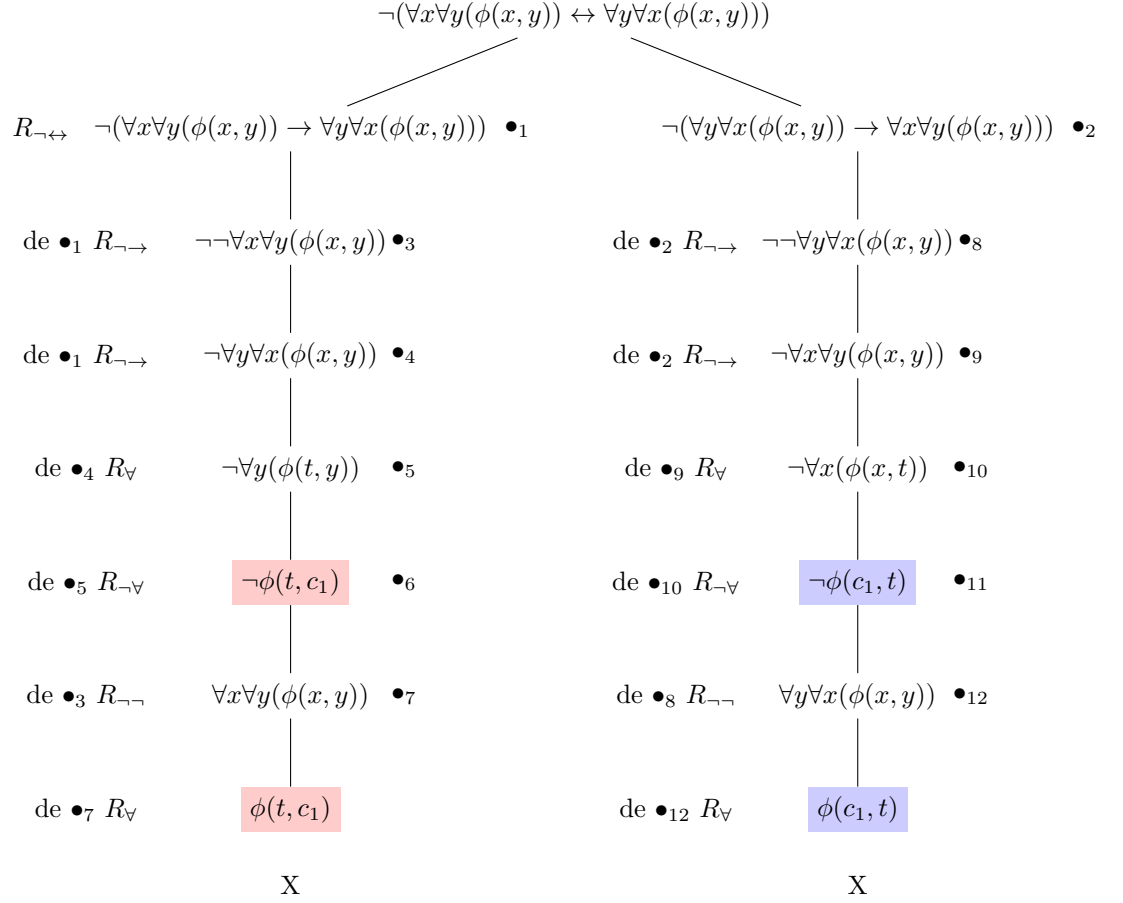 ¬(∀x∀y(ϕ(x, y)) ↔ ∀y∀x(ϕ(x, y)))
R¬↔ ¬(∀x∀y(ϕ(x, y)) → ∀y∀x(ϕ(x, y))) •₁ ¬(∀y∀x(ϕ(x, y)) → ∀x∀y(ϕ(x, y))) •₂
de •₁ R¬→ ¬¬∀x∀y(ϕ(x, y)) •₃ de •₂ R¬→ ¬¬∀y∀x(ϕ(x, y)) •₈
de •₁ R¬→ ¬∀y∀x(ϕ(x, y)) •₄ de •₂ R¬→ ¬∀x∀y(ϕ(x, y)) •₉
de •₄ R∀ ¬∀y(ϕ(t, y)) •₅ de •₉ R∀ ¬∀x(ϕ(x, t)) •₁₀
de •₅ R¬∀ ¬ϕ(t, c₁) •₆ de •₁₀ R¬∀ ¬ϕ(c₁, t) •₁₁
de •₃ R¬¬ ∀x∀y(ϕ(x, y)) •₇ de •₈ R¬¬ ∀y∀x(ϕ(x, y)) •₁₂
de •₇ R∀ ϕ(t, c₁) de •₁₂ R∀ ϕ(c₁, t)
X X